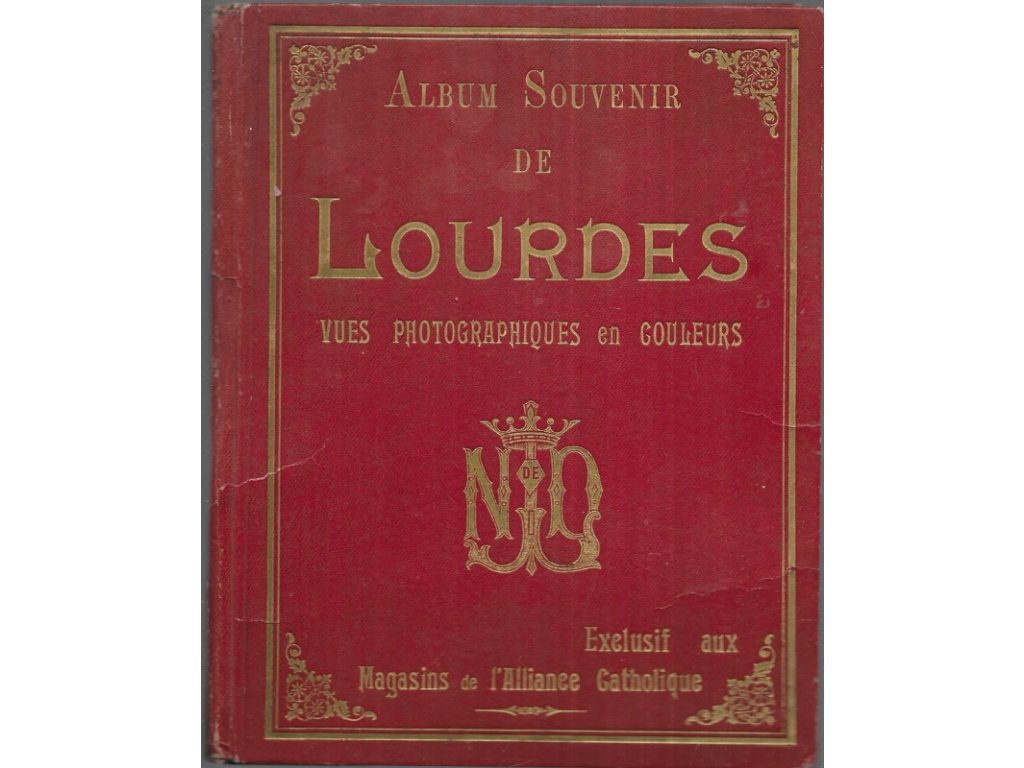 ALBUM SOUVENIR
DE
LOURDES
VUES PHOTOGRAPHIQUES en COULEURS
N DE D
Exclusif aux
Magasins de l'Alliance Catholique